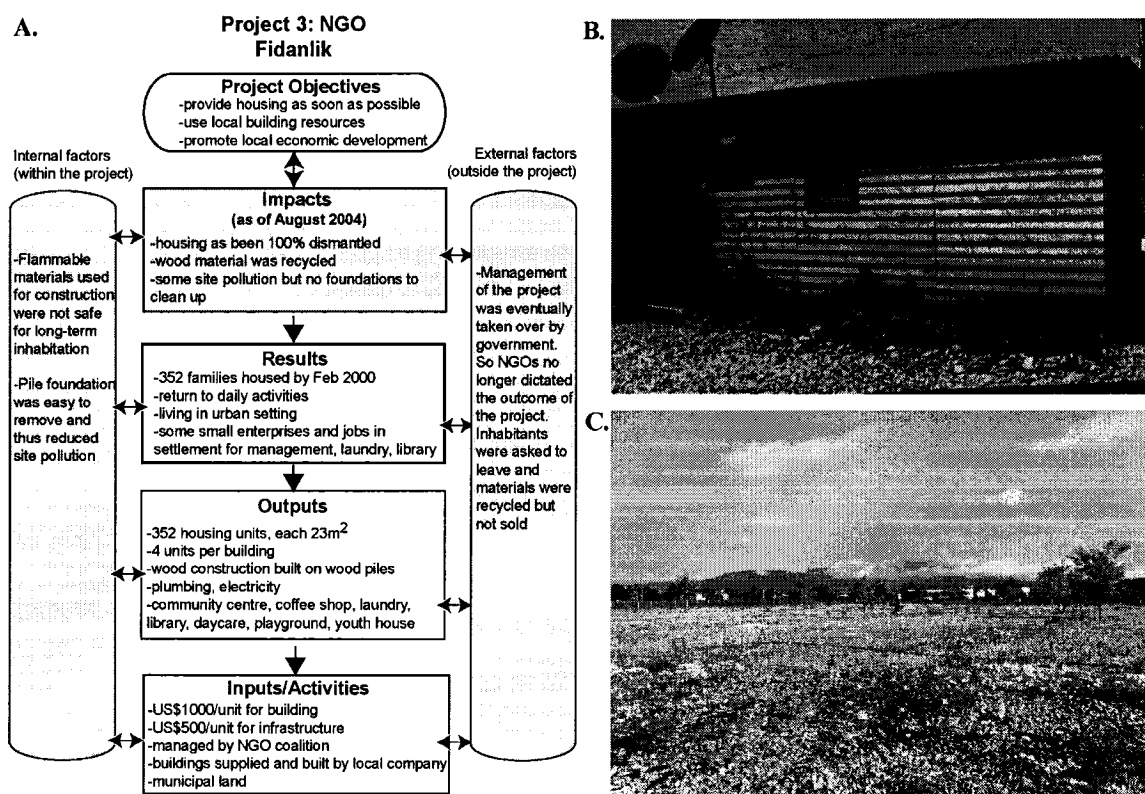 A.
Project 3: NGO
Fidanlik
Project Objectives
-provide housing as soon as possible
-use local building resources
-promote local economic development
Internal factors
(within the project)
External factors
(outside the project)
Impacts
(as of August 2004)
-housing as been 100% dismantled
-wood material was recycled
-some site pollution but no foundations to
clean up
-Flammable
materials used
for construction
were not safe
for long-term
inhabitation
-Pile foundation
was easy to
remove and
thus reduced
site pollution
-Management
of the project
was eventually
taken over by
government.
So NGOs no
longer dictated
the outcome of
the project.
Inhabitants
were asked to
leave and
materials were
recycled but
not sold
Results
-352 families housed by Feb 2000
-return to daily activities
-living in urban setting
-some small enterprises and jobs in
settlement for management, laundry, library
Outputs
-352 housing units, each 23m²
-4 units per building
-wood construction built on wood piles
-plumbing, electricity
-community centre, coffee shop, laundry,
library, daycare, playground, youth house
Inputs/Activities
-US$1000/unit for building
-US$500/unit for infrastructure
-managed by NGO coalition
-buildings supplied and built by local company
-municipal land
B.
C.